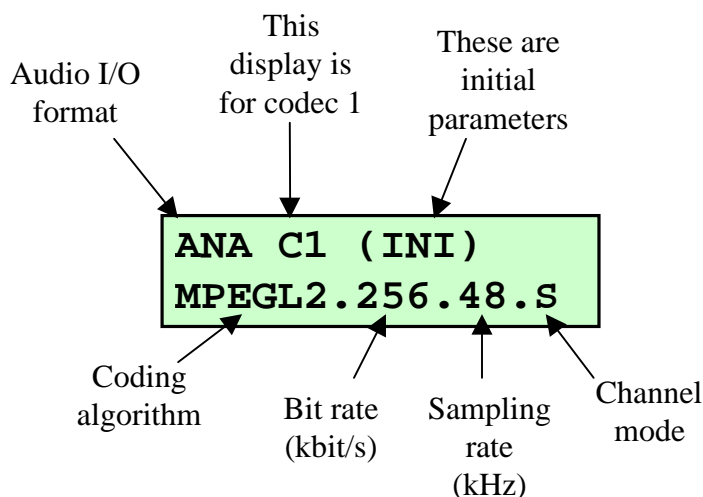 Audio I/O
format
This
display is
for codec 1
These are
initial
parameters
ANA C1 (INI)
MPEGL2.256.48.S
Coding
algorithm
Bit rate
(kbit/s)
Sampling
rate
(kHz)
Channel
mode